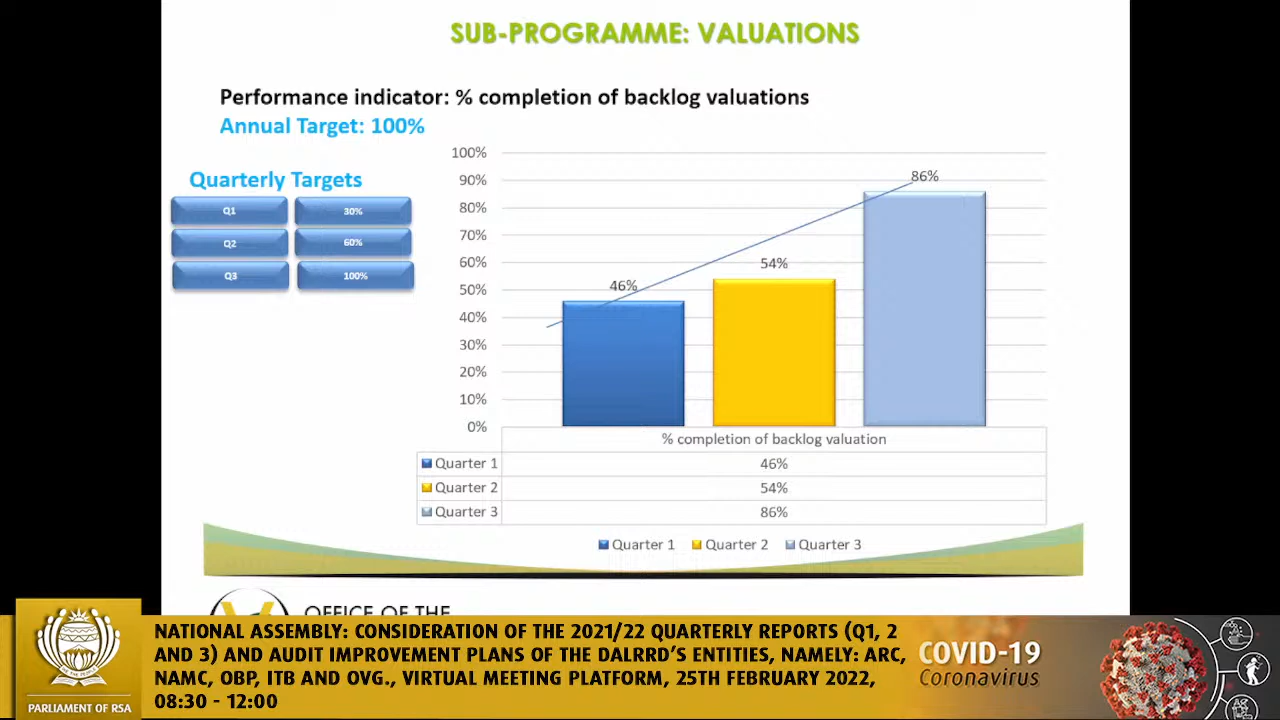 SUB-PROGRAMME: VALUATIONS
Performance indicator: % completion of backlog valuations
Annual Target: 100%
Quarterly Targets
Q1 30%
Q2 60%
Q3 100%
100%
90%
80%
70%
60%
50%
40%
30%
20%
10%
0%
46%
54%
86%
% completion of backlog valuation
Quarter 1 46%
Quarter 2 54%
Quarter 3 86%
Quarter 1 Quarter 2 Quarter 3
OFFICE OF THE
NATIONAL ASSEMBLY: CONSIDERATION OF THE 2021/22 QUARTERLY REPORTS (Q1, 2
AND 3) AND AUDIT IMPROVEMENT PLANS OF THE DALRRD'S ENTITIES, NAMELY: ARC,
NAMC, OBP, ITB AND OVG., VIRTUAL MEETING PLATFORM, 25TH FEBRUARY 2022,
08:30 - 12:00
PARLIAMENT OF RSA
COVID-19
Coronavirus